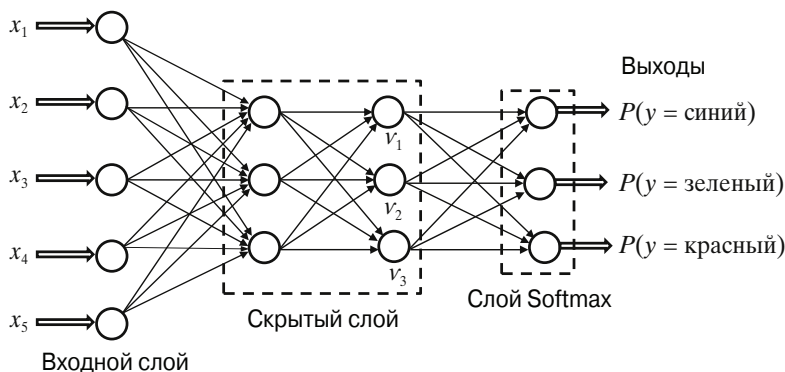 x1
x2
x3
x4
x5
Входной слой
v1
v2
v3
Скрытый слой
Слой Softmax
Выходы
P(y = синий)
P(y = зеленый)
P(y = красный)